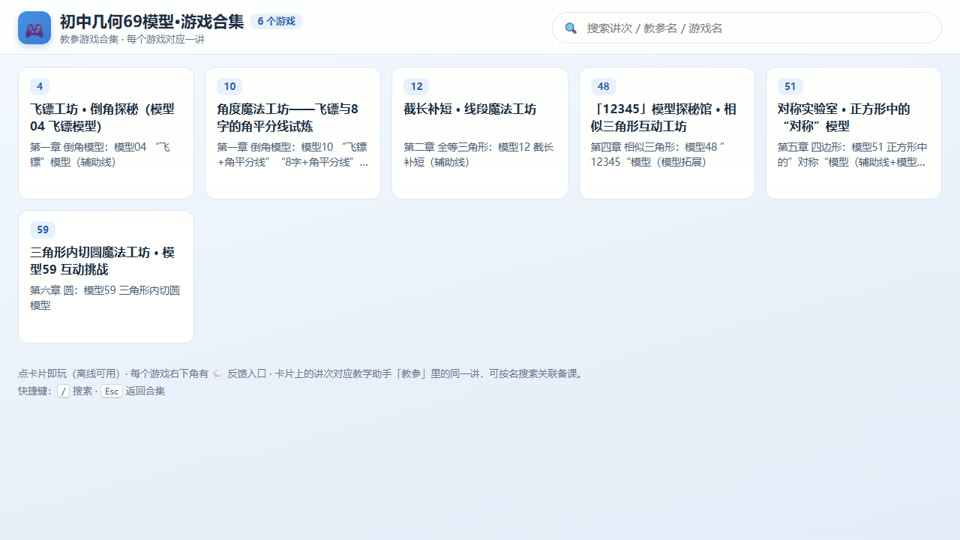 初中几何69模型·游戏合集 6 个游戏
教参游戏合集 · 每个游戏对应一讲
搜索讲次 / 教参名 / 游戏名
4
飞镖工坊 · 倒角探秘（模型
04 飞镖模型）
第一章 倒角模型：模型04 “飞
镖”模型（辅助线）
10
角度魔法工坊——飞镖与8
字的角平分线试炼
第一章 倒角模型：模型10 “飞镖
+角平分线”“8字+角平分线”...
12
截长补短 · 线段魔法工坊
第二章 全等三角形：模型12 截长
补短（辅助线）
48
「12345」模型探秘馆 · 相
似三角形互动工坊
第四章 相似三角形：模型48 ”
12345“模型（模型拓展）
51
对称实验室 · 正方形中的
“对称”模型
第五章 四边形：模型51 正方形中
的”对称“模型（辅助线+模型...
59
三角形内切圆魔法工坊 · 模
型59 互动挑战
第六章 圆：模型59 三角形内切圆
模型
点卡片即玩（离线可用）· 每个游戏右下角有 反馈入口 · 卡片上的讲次对应教学助手「教参」里的同一讲，可按名搜索关联备课。
快捷键： / 搜索 · Esc 返回合集